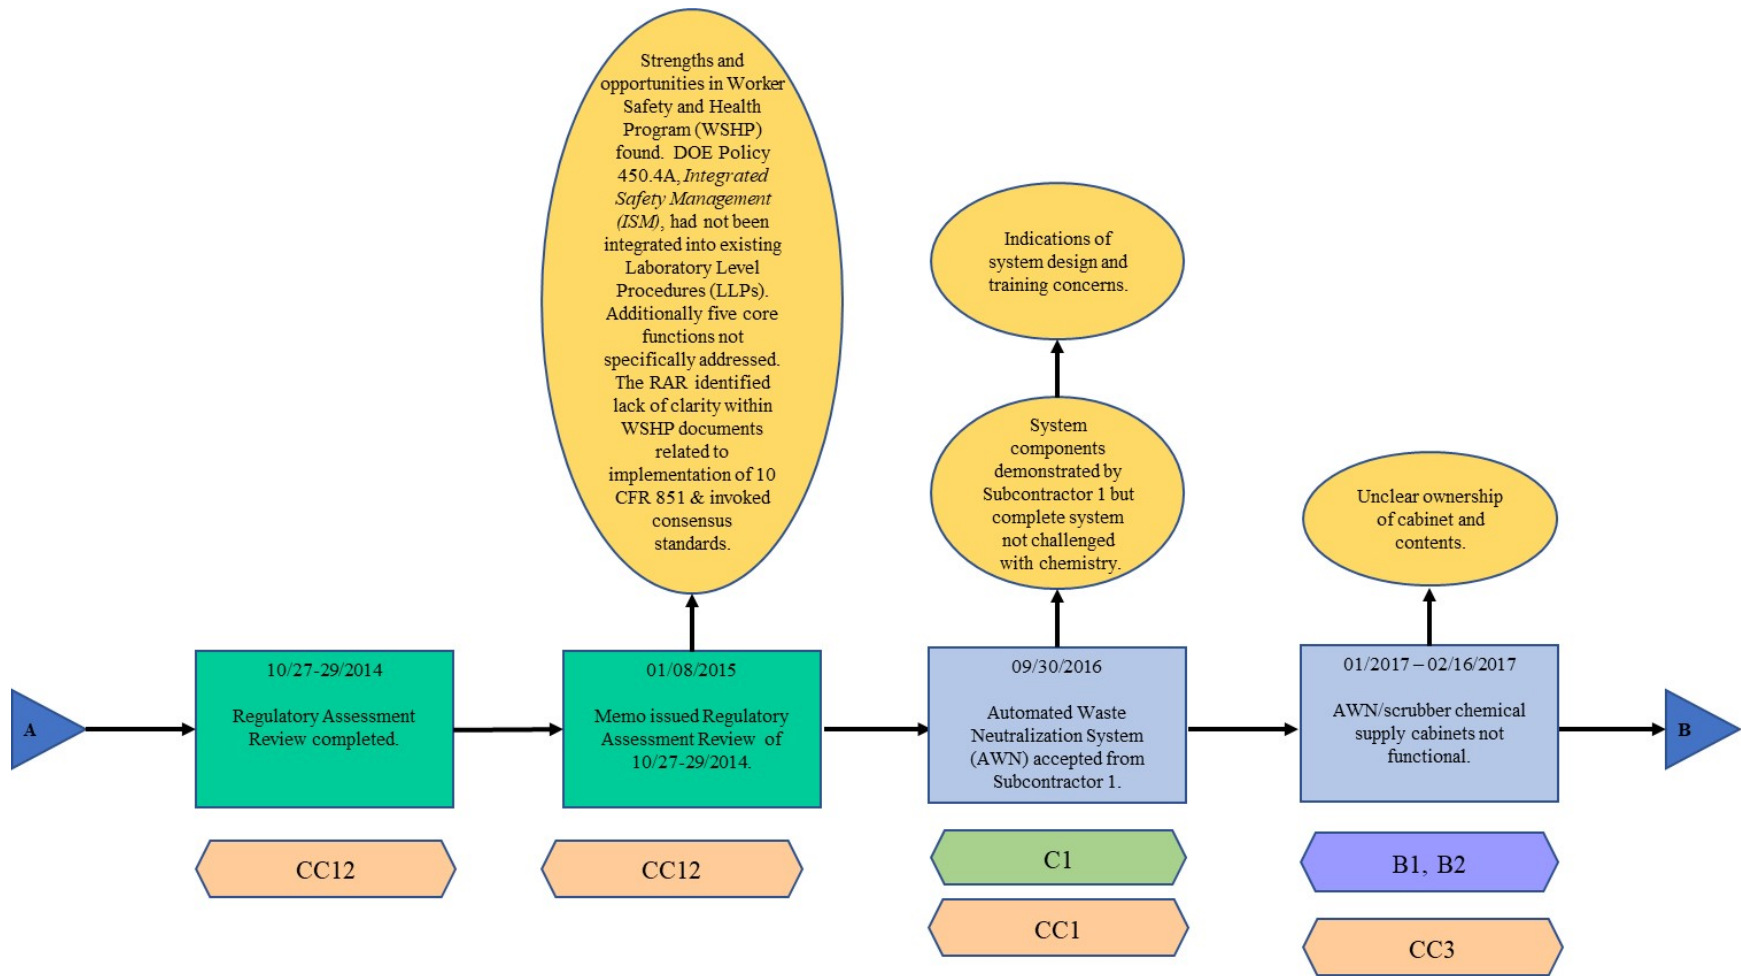 Strengths and
opportunities in Worker
Safety and Health
Program (WSHP)
found.  DOE Policy
450.4A, Integrated
Safety Management
(ISM), had not been
integrated into existing
Laboratory Level
Procedures (LLPs).
Additionally five core
functions not
specifically addressed.
The RAR identified
lack of clarity within
WSHP documents
related to
implementation of 10
CFR 851 & invoked
consensus
standards.
Indications of
system design and
training concerns.
System
components
demonstrated by
Subcontractor 1 but
complete system
not challenged
with chemistry.
Unclear ownership
of cabinet and
contents.
A
10/27-29/2014
Regulatory Assessment
Review completed.
01/08/2015
Memo issued Regulatory
Assessment Review of
10/27-29/2014.
09/30/2016
Automated Waste
Neutralization System
(AWN) accepted from
Subcontractor 1.
01/2017 – 02/16/2017
AWN/scrubber chemical
supply cabinets not
functional.
B
CC12
CC12
C1
CC1
B1, B2
CC3